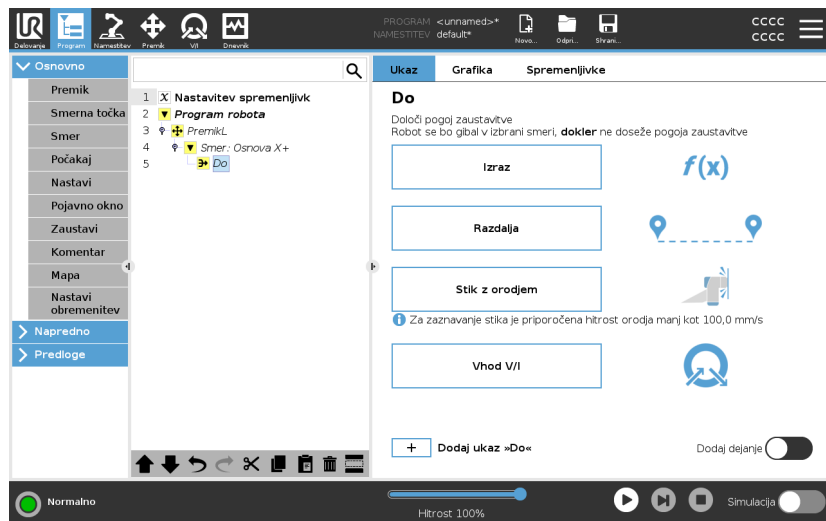 PROGRAM <unnamed>*
NAMESTITEV default*
Delovanje Program Namestitev Premik V/I Dnevnik Novo... Odpri... Shrani...
CCCC
CCCC
Osnovno
Premik
Smerna točka
Smer
Počakaj
Nastavi
Pojavno okno
Zaustavi
Komentar
Mapa
Nastavi
obremenitev
Napredno
Predloge
1 X Nastavitev spremenljivk
2 Program robota
3 PremikL
4 Smer: Osnova X+
5 Do
Ukaz Grafika Spremenljivke
Do
Določi pogoj zaustavitve
Robot se bo gibal v izbrani smeri, dokler ne doseže pogoja zaustavitve
Izraz f(x)
Razdalja
Stik z orodjem
Za zaznavanje stika je priporočena hitrost orodja manj kot 100,0 mm/s
Vhod V/I
+ Dodaj ukaz »Do« Dodaj dejanje
Normalno
Hitrost 100%
Simulacija